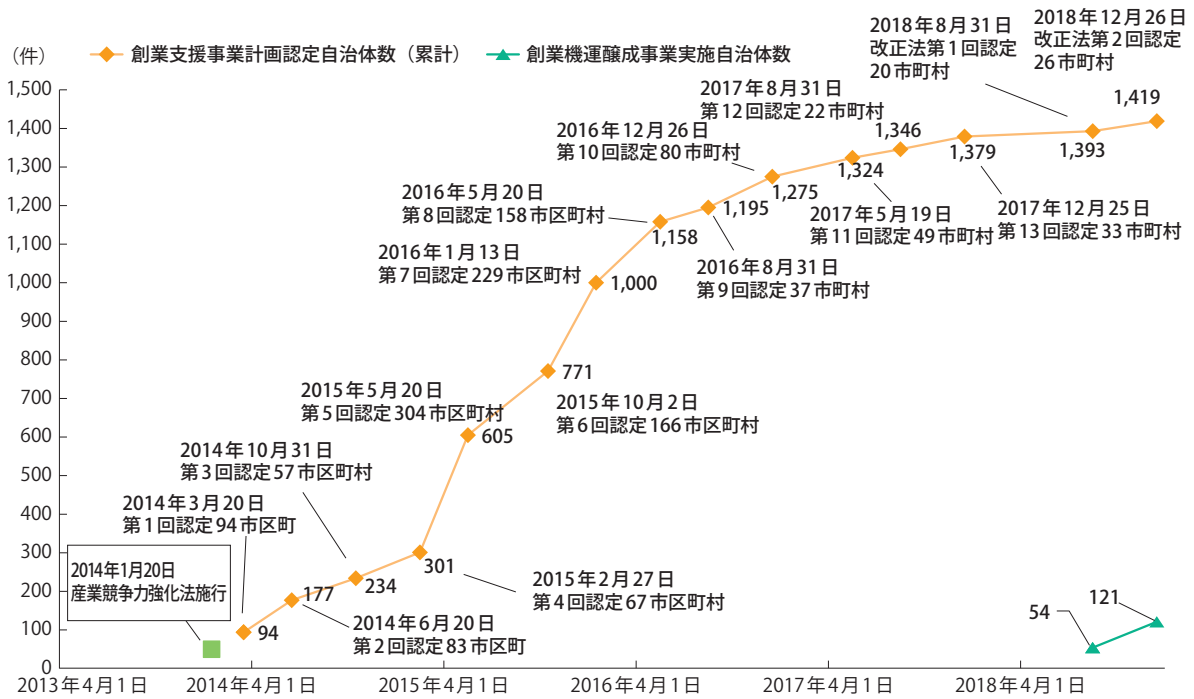 (件)
創業支援事業計画認定自治体数（累計）
創業機運醸成事業実施自治体数
1,500
1,400
1,300
1,200
1,100
1,000
900
800
700
600
500
400
300
200
100
0
2013年4月1日
2014年4月1日
2015年4月1日
2016年4月1日
2017年4月1日
2018年4月1日
2014年1月20日
産業競争力強化法施行
2014年3月20日
第1回認定94市区町
94
2014年6月20日
第2回認定83市区町
177
2014年10月31日
第3回認定57市区町村
234
2015年2月27日
第4回認定67市区町村
301
2015年5月20日
第5回認定304市区町村
605
2015年10月2日
第6回認定166市区町村
771
2016年1月13日
第7回認定229市区町村
1,000
2016年5月20日
第8回認定158市区町村
1,158
2016年8月31日
第9回認定37市町村
1,195
2016年12月26日
第10回認定80市町村
1,275
2017年5月19日
第11回認定49市町村
1,324
2017年8月31日
第12回認定22市町村
1,346
2017年12月25日
第13回認定33市町村
1,379
2018年8月31日
改正法第1回認定
20市町村
1,393
2018年12月26日
改正法第2回認定
26市町村
1,419
54
121